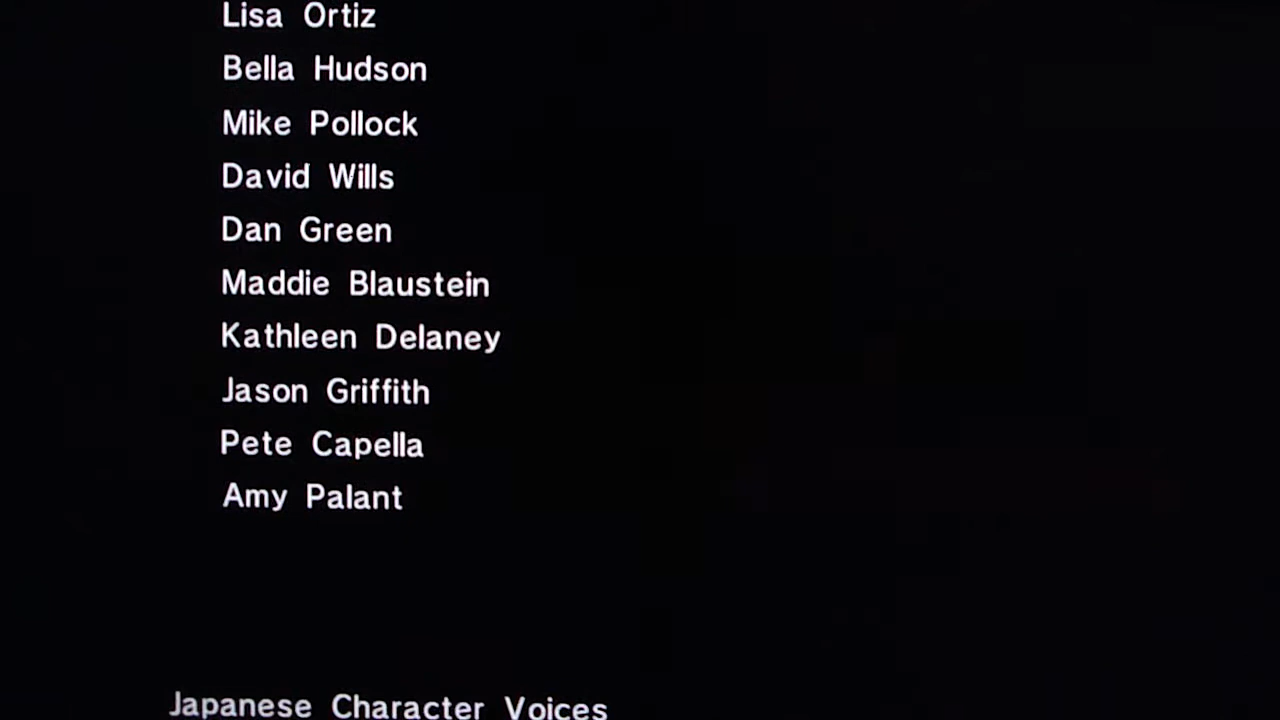 Lisa Ortiz
Bella Hudson
Mike Pollock
David Wills
Dan Green
Maddie Blaustein
Kathleen Delaney
Jason Griffith
Pete Capella
Amy Palant
Japanese Character Voices